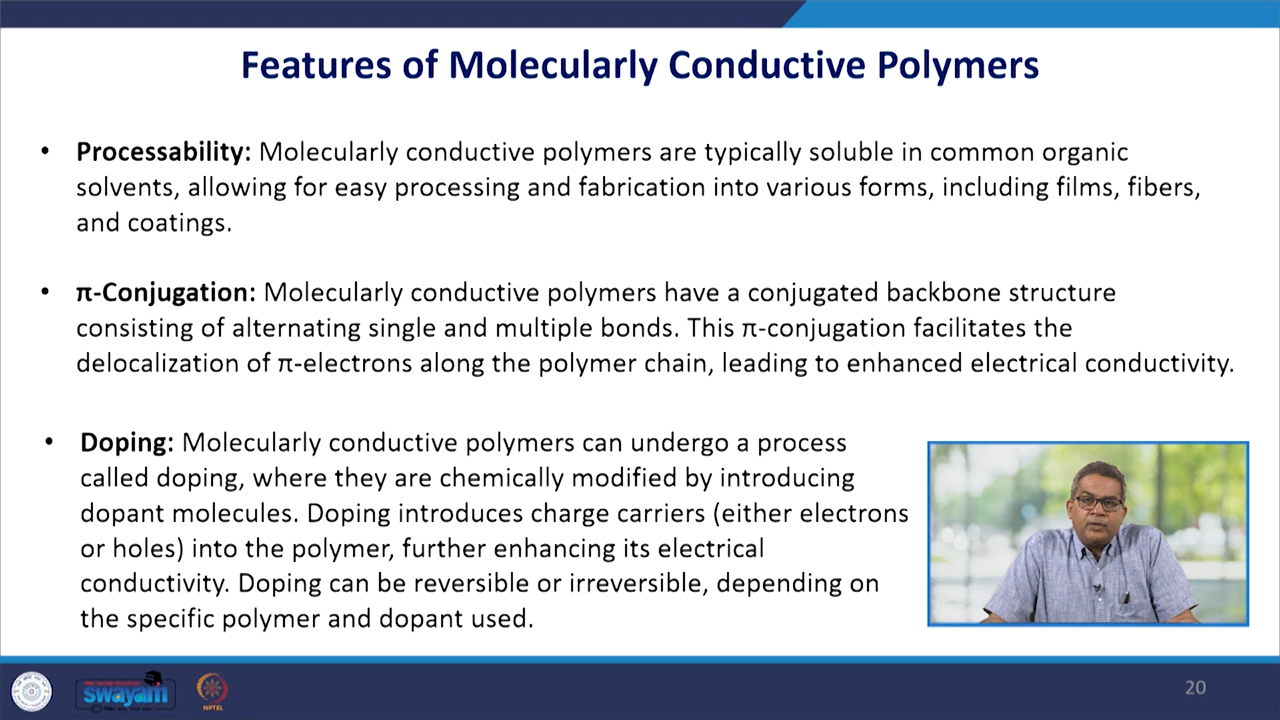 Features of Molecularly Conductive Polymers
• Processability: Molecularly conductive polymers are typically soluble in common organic
solvents, allowing for easy processing and fabrication into various forms, including films, fibers,
and coatings.
• π-Conjugation: Molecularly conductive polymers have a conjugated backbone structure
consisting of alternating single and multiple bonds. This π-conjugation facilitates the
delocalization of π-electrons along the polymer chain, leading to enhanced electrical conductivity.
• Doping: Molecularly conductive polymers can undergo a process
called doping, where they are chemically modified by introducing
dopant molecules. Doping introduces charge carriers (either electrons
or holes) into the polymer, further enhancing its electrical
conductivity. Doping can be reversible or irreversible, depending on
the specific polymer and dopant used.
swayam
NPTEL
20